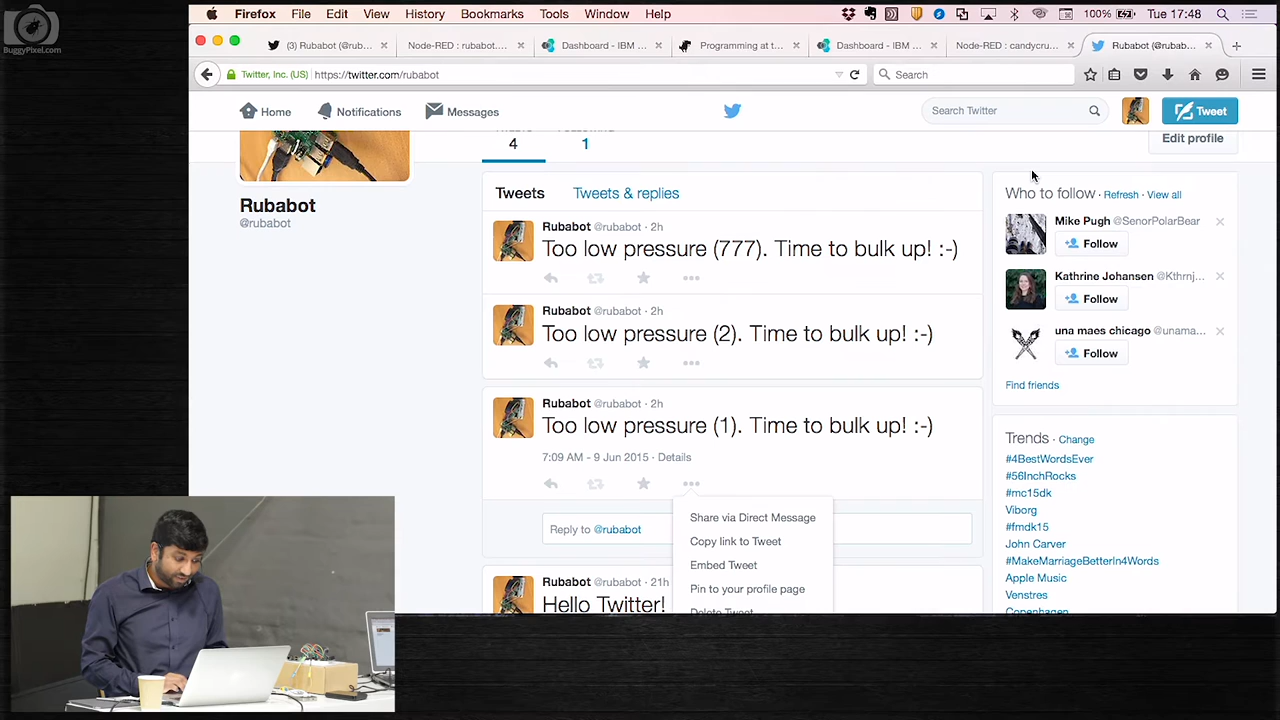 BuggyPixel.com
Firefox File Edit View History Bookmarks Tools Window Help 100% Tue 17:48
(3) Rubabot (@rub... × Node-RED: rubabot... × Dashboard - IBM ... × Programming at t... × Dashboard - IBM ... × Node-RED : candycru... × Rubabot (@rubab... ×
Twitter, Inc. (US) https://twitter.com/rubabot Search
Home Notifications Messages Search Twitter Tweet
4 1 Edit profile
Rubabot
@rubabot
Tweets Tweets & replies
Rubabot @rubabot · 2h
Too low pressure (777). Time to bulk up! :-)
Rubabot @rubabot · 2h
Too low pressure (2). Time to bulk up! :-)
Rubabot @rubabot · 2h
Too low pressure (1). Time to bulk up! :-)
7:09 AM - 9 Jun 2015 · Details
Reply to @rubabot
Share via Direct Message
Copy link to Tweet
Embed Tweet
Pin to your profile page
Delete Tweet
Rubabot @rubabot · 21h
Hello Twitter!
Who to follow · Refresh · View all
Mike Pugh @SenorPolarBear
Follow
Kathrine Johansen @Kthrnj...
Follow
una maes chicago @unama...
Follow
Find friends
Trends · Change
#4BestWordsEver
#56InchRocks
#mc15dk
Viborg
#fmdk15
John Carver
#MakeMarriageBetterIn4Words
Apple Music
Venstres
Copenhagen